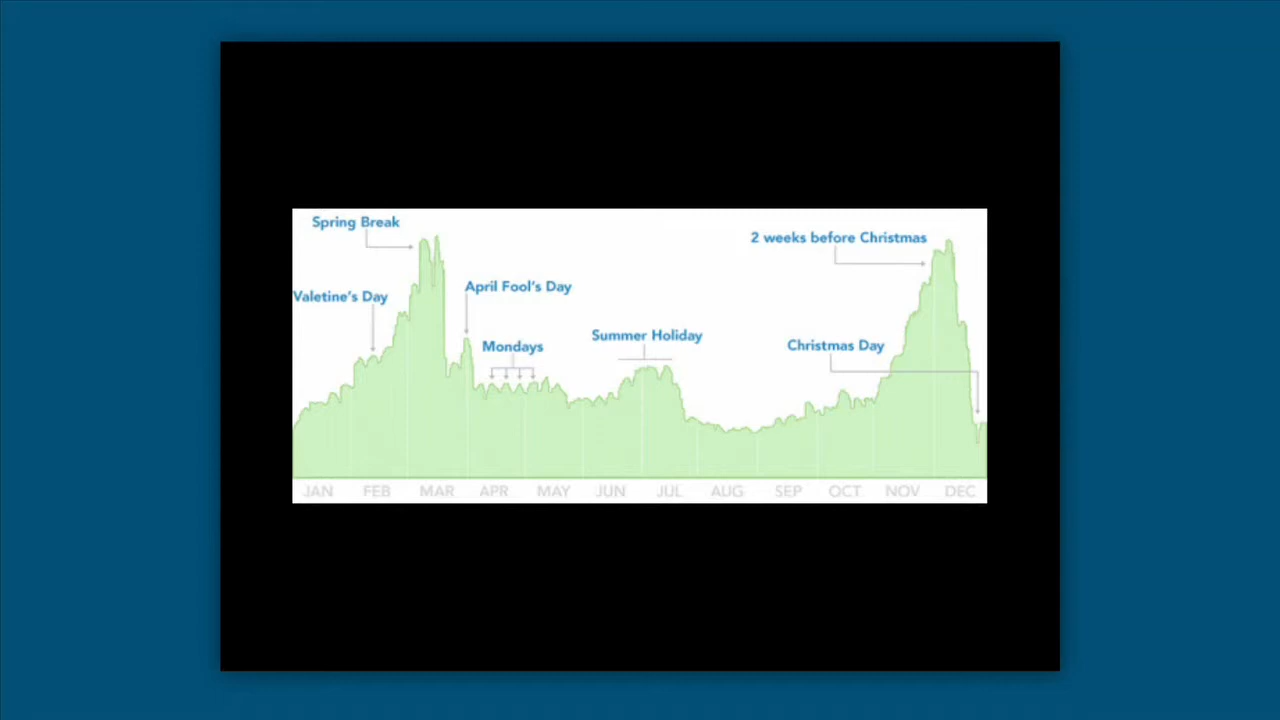 Spring Break
2 weeks before Christmas
April Fool's Day
Valetine's Day
Summer Holiday
Mondays
Christmas Day
JAN FEB MAR APR MAY JUN JUL AUG SEP OCT NOV DEC